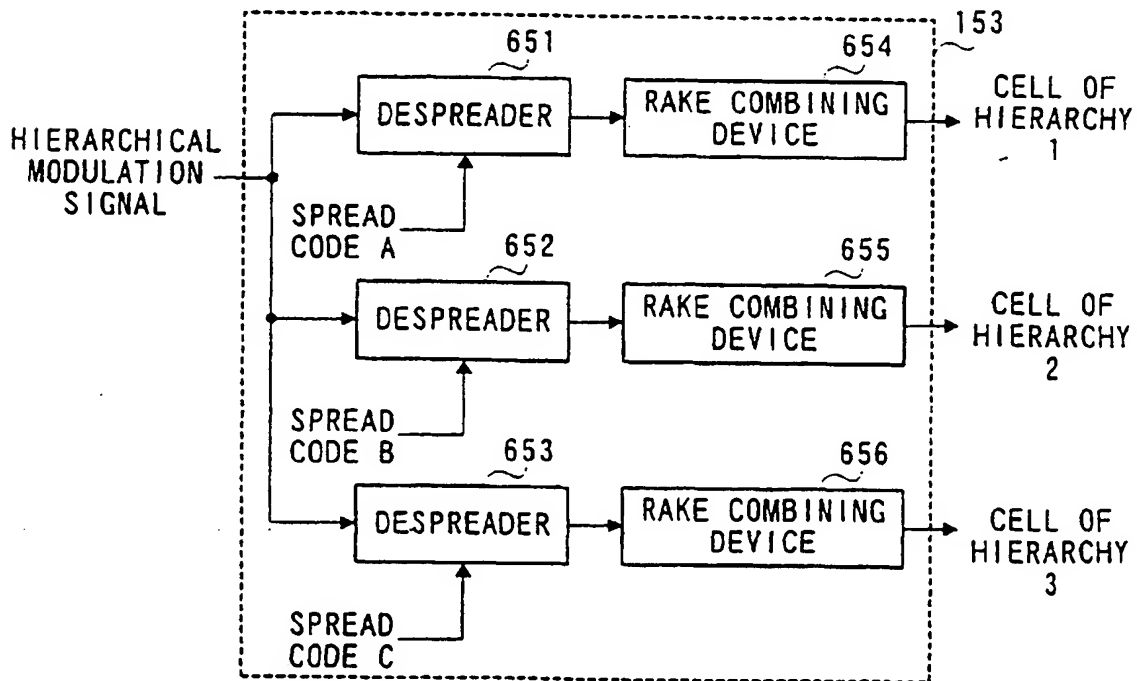 153
651
654
DESPREADER
RAKE COMBINING
DEVICE
CELL OF
HIERARCHY
1
HIERARCHICAL
MODULATION
SIGNAL
SPREAD
CODE A
652
655
DESPREADER
RAKE COMBINING
DEVICE
CELL OF
HIERARCHY
2
SPREAD
CODE B
653
656
DESPREADER
RAKE COMBINING
DEVICE
CELL OF
HIERARCHY
3
SPREAD
CODE C